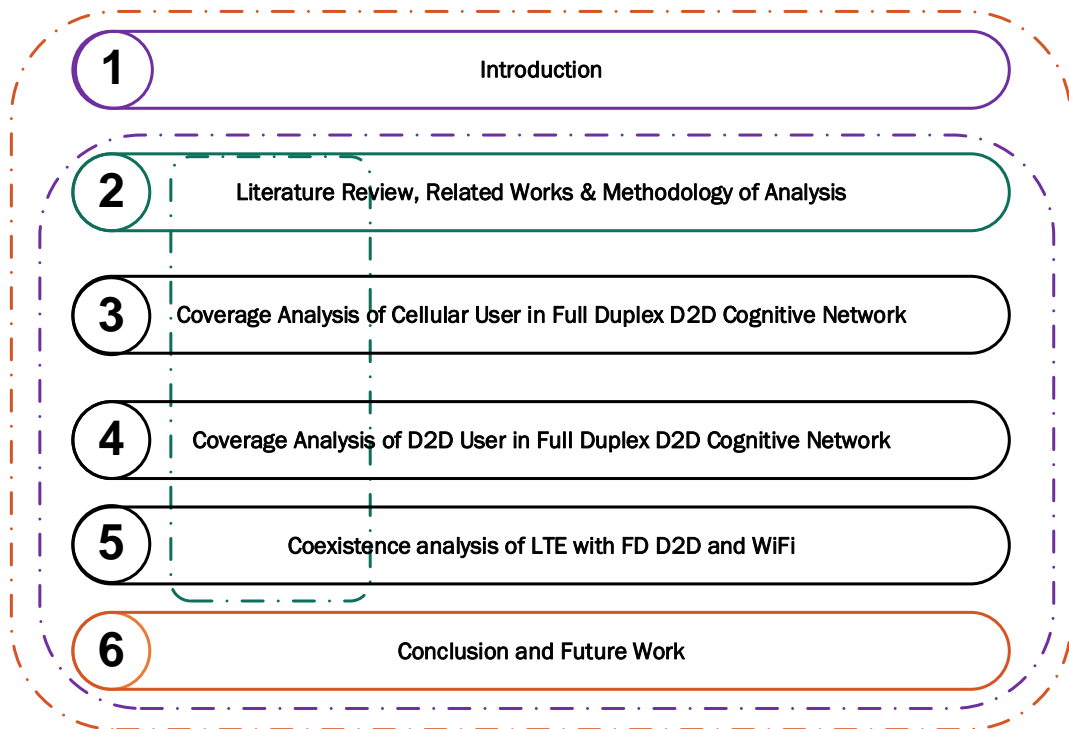 1
Introduction
2
Literature Review, Related Works & Methodology of Analysis
3
Coverage Analysis of Cellular User in Full Duplex D2D Cognitive Network
4
Coverage Analysis of D2D User in Full Duplex D2D Cognitive Network
5
Coexistence analysis of LTE with FD D2D and WiFi
6
Conclusion and Future Work